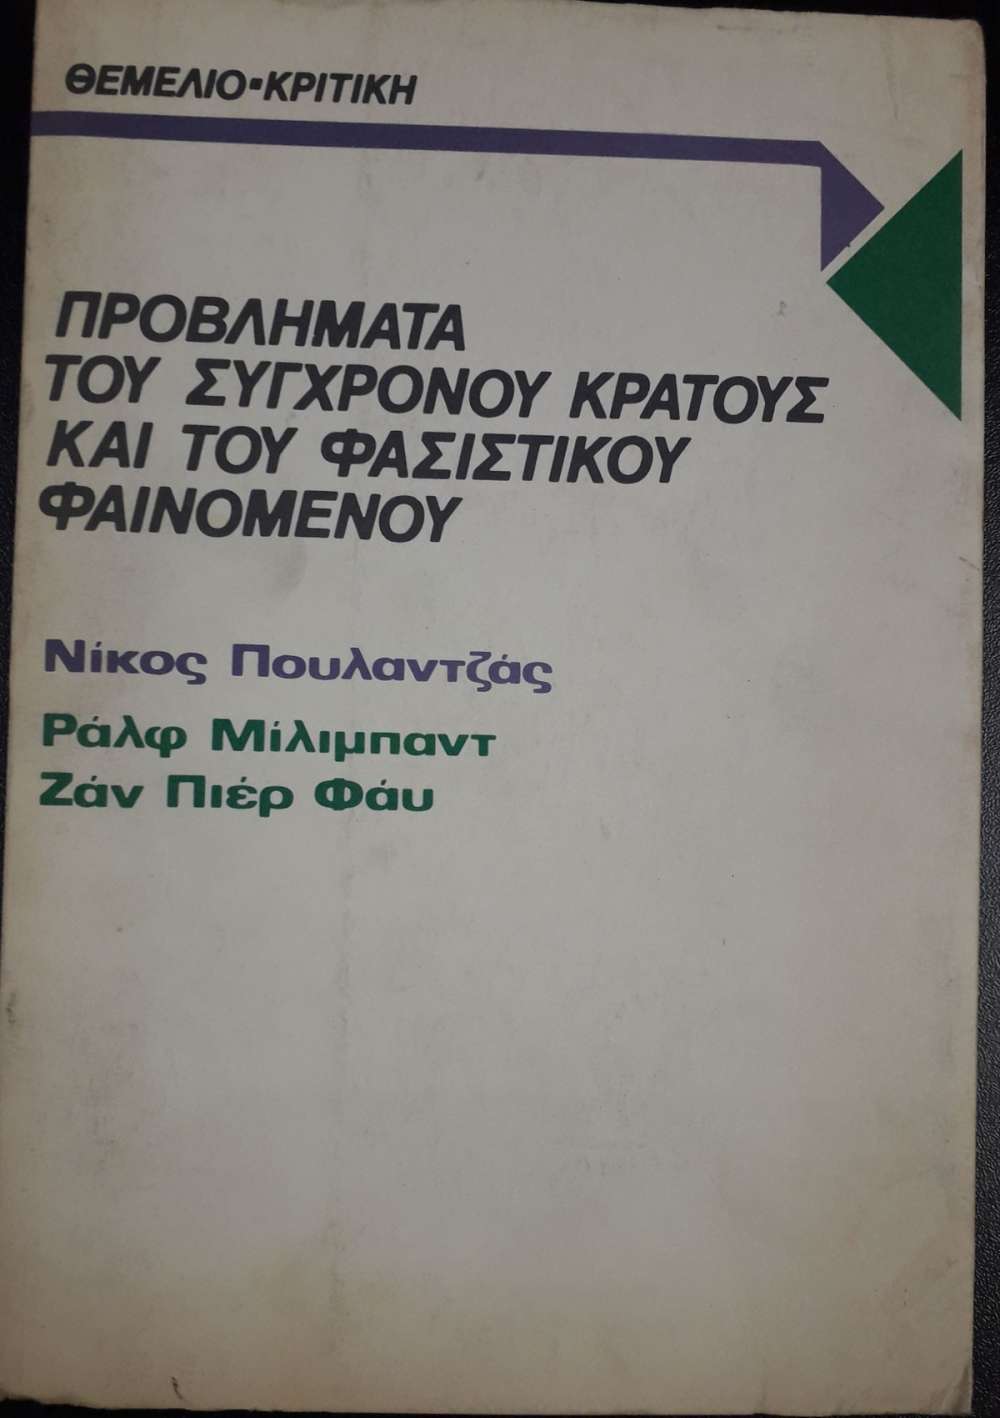 ΘΕΜΕΛΙΟ▪ΚΡΙΤΙΚΗ
ΠΡΟΒΛΗΜΑΤΑ
ΤΟΥ ΣΥΓΧΡΟΝΟΥ ΚΡΑΤΟΥΣ
ΚΑΙ ΤΟΥ ΦΑΣΙΣΤΙΚΟΥ
ΦΑΙΝΟΜΕΝΟΥ
Νίκος Πουλαντζάς
Ράλφ Μίλιμπαντ
Ζάν Πιέρ Φάυ